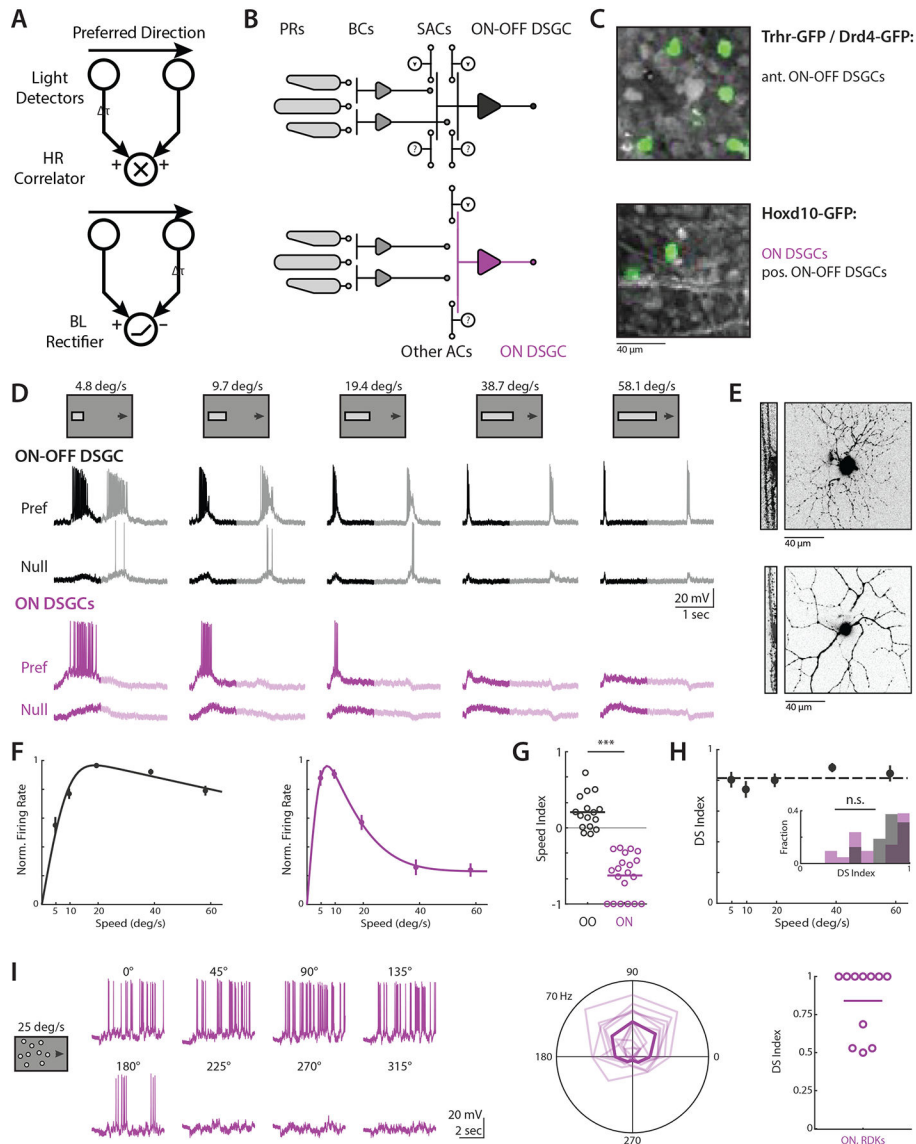 A
Preferred Direction
Light
Detectors
Δτ
+
+
HR
Correlator
Δτ
+
−
BL
Rectifier
B
PRs BCs SACs ON-OFF DSGC
?
?
?
Other ACs ON DSGC
C
Trhr-GFP / Drd4-GFP:
ant. ON-OFF DSGCs
Hoxd10-GFP:
ON DSGCs
pos. ON-OFF DSGCs
40 μm
D
4.8 deg/s 9.7 deg/s 19.4 deg/s 38.7 deg/s 58.1 deg/s
ON-OFF DSGC
Pref
Null
20 mV
1 sec
ON DSGCs
Pref
Null
E
40 μm
40 μm
F
1
Norm. Firing Rate
0
5 10 20 40 60
Speed (deg/s)
1
Norm. Firing Rate
0
5 10 20 40 60
Speed (deg/s)
G
***
1
Speed Index
0
-1
OO ON
H
1
DS Index
0
5 10 20 40 60
Speed (deg/s)
n.s.
0.4
Fraction
0
0 1
DS Index
I
25 deg/s
0° 45° 90° 135°
180° 225° 270° 315°
20 mV
2 sec
90
70 Hz
180
0
270
1
0.75
DS Index
0.5
0.25
0
ON, RDKs